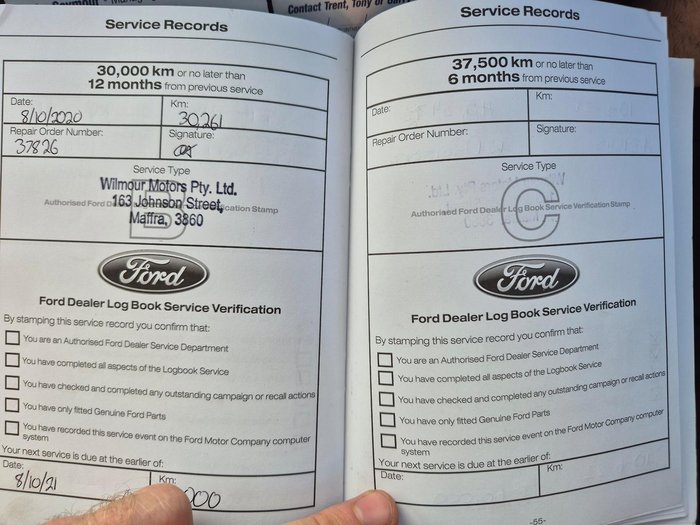 Contact Trent, Tony or
Service Records
30,000 km or no later than
12 months from previous service
Date:
8/10/2020
Km:
30,261
Repair Order Number:
37826
Signature:
Service Type
B
Authorised Ford D
cation Stamp
Wilmour Motors Pty. Ltd.
163 Johnson Street,
Maffra, 3860
Ford
Ford Dealer Log Book Service Verification
By stamping this service record you confirm that:
You are an Authorised Ford Dealer Service Department
You have completed all aspects of the Logbook Service
You have checked and completed any outstanding campaign or recall actions
You have only fitted Genuine Ford Parts
You have recorded this service event on the Ford Motor Company computer
system
Your next service is due at the earlier of:
Date:
8/10/21
Km:
000
Service Records
37,500 km or no later than
6 months from previous service
Date:
Km:
Repair Order Number:
Signature:
Service Type
C
Authorised Ford Dealer Log Book Service Verification Stamp
Ford
Ford Dealer Log Book Service Verification
By stamping this service record you confirm that:
You are an Authorised Ford Dealer Service Department
You have completed all aspects of the Logbook Service
You have checked and completed any outstanding campaign or recall actions
You have only fitted Genuine Ford Parts
You have recorded this service event on the Ford Motor Company computer
system
Your next service is due at the earlier of:
Date:
Km:
-55-